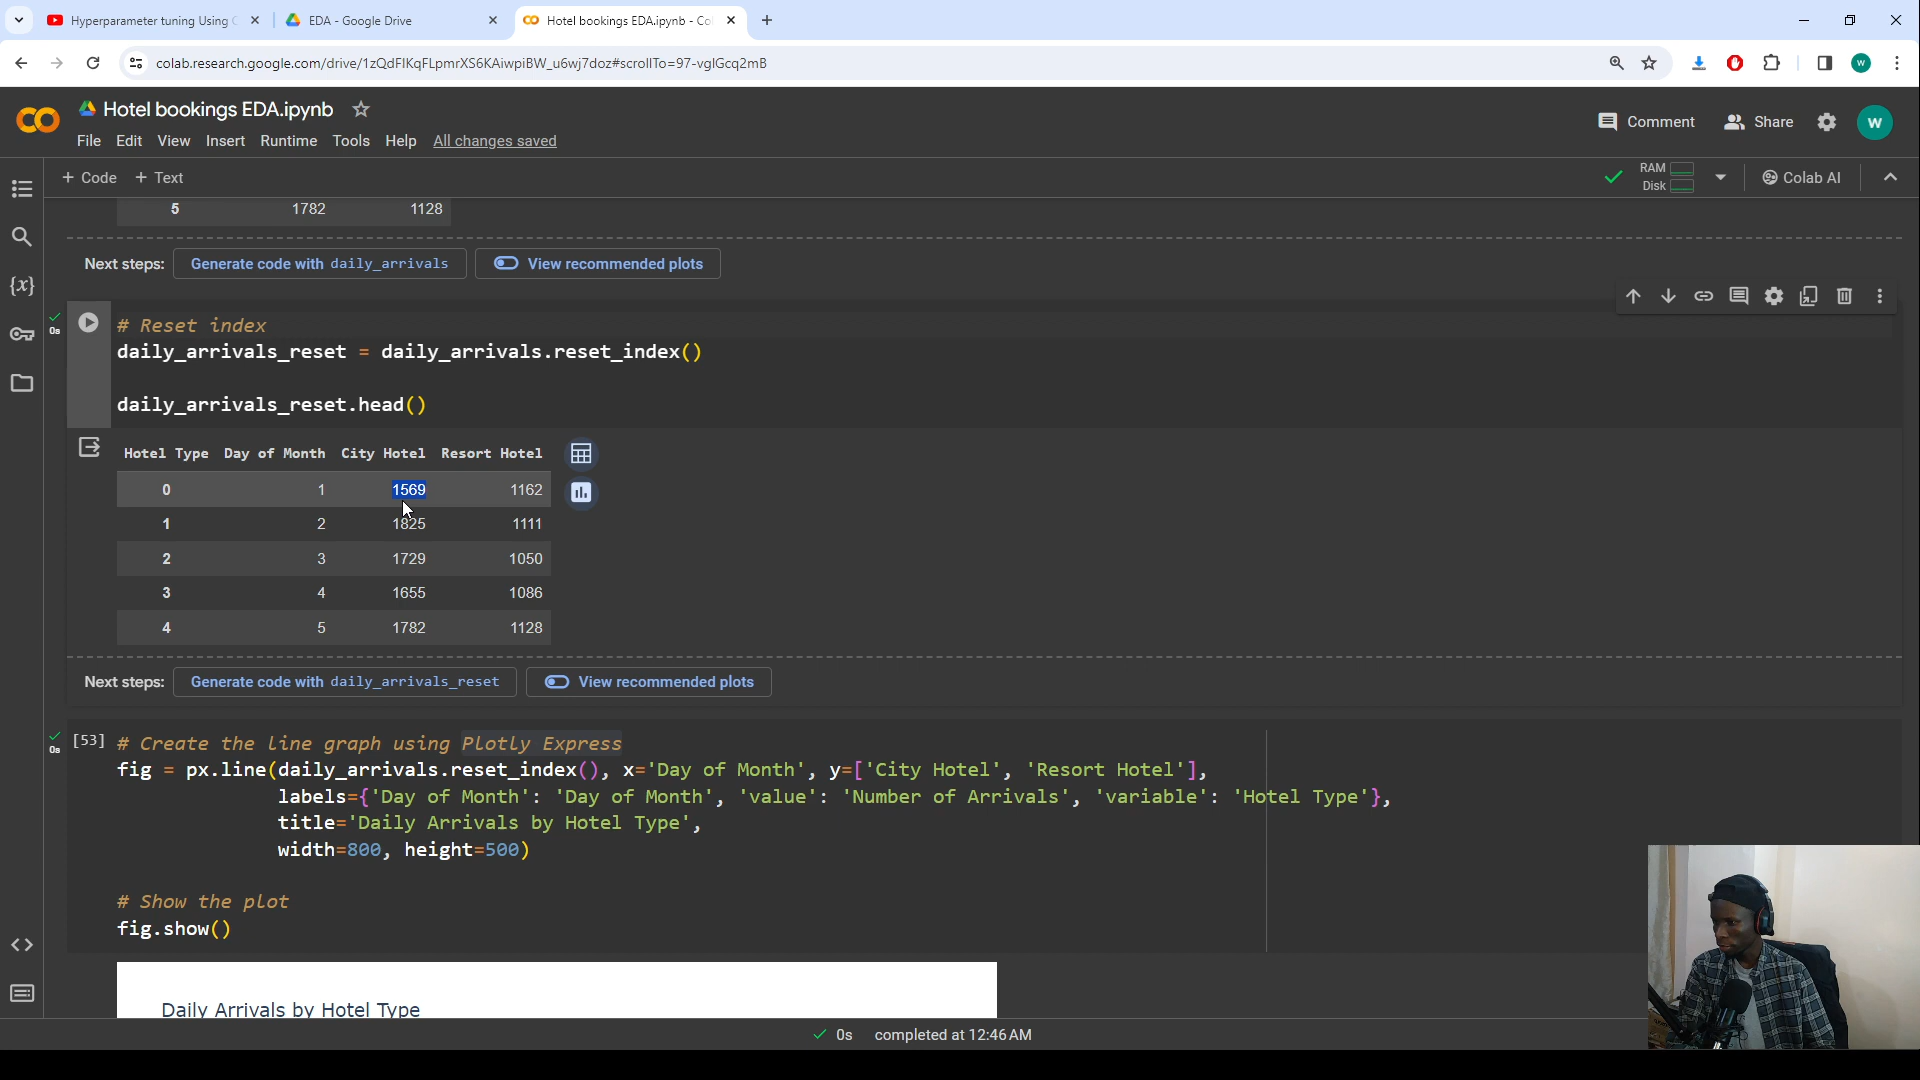 Hyperparameter tuning Using
EDA - Google Drive
Hotel bookings EDA.ipynb - Co
colab.research.google.com/drive/1zQdFIKqFLpmrXS6KAiwpiBW_u6wj7doz#scrollTo=97-vglGcq2mB
W
Hotel bookings EDA.ipynb
Comment
Share
W
File Edit View Insert Runtime Tools Help All changes saved
+ Code + Text
RAM
Disk
Colab AI
5 1782 1128
Next steps: Generate code with daily_arrivals View recommended plots
0s
# Reset index
daily_arrivals_reset = daily_arrivals.reset_index()
daily_arrivals_reset.head()
Hotel Type Day of Month City Hotel Resort Hotel
0 1 1569 1162
1 2 1825 1111
2 3 1729 1050
3 4 1655 1086
4 5 1782 1128
Next steps: Generate code with daily_arrivals_reset View recommended plots
0s
[53] # Create the line graph using Plotly Express
fig = px.line(daily_arrivals.reset_index(), x='Day of Month', y=['City Hotel', 'Resort Hotel'],
labels={'Day of Month': 'Day of Month', 'value': 'Number of Arrivals', 'variable': 'Hotel Type'},
title='Daily Arrivals by Hotel Type',
width=800, height=500)
# Show the plot
fig.show()
Daily Arrivals by Hotel Type
0s completed at 12:46 AM